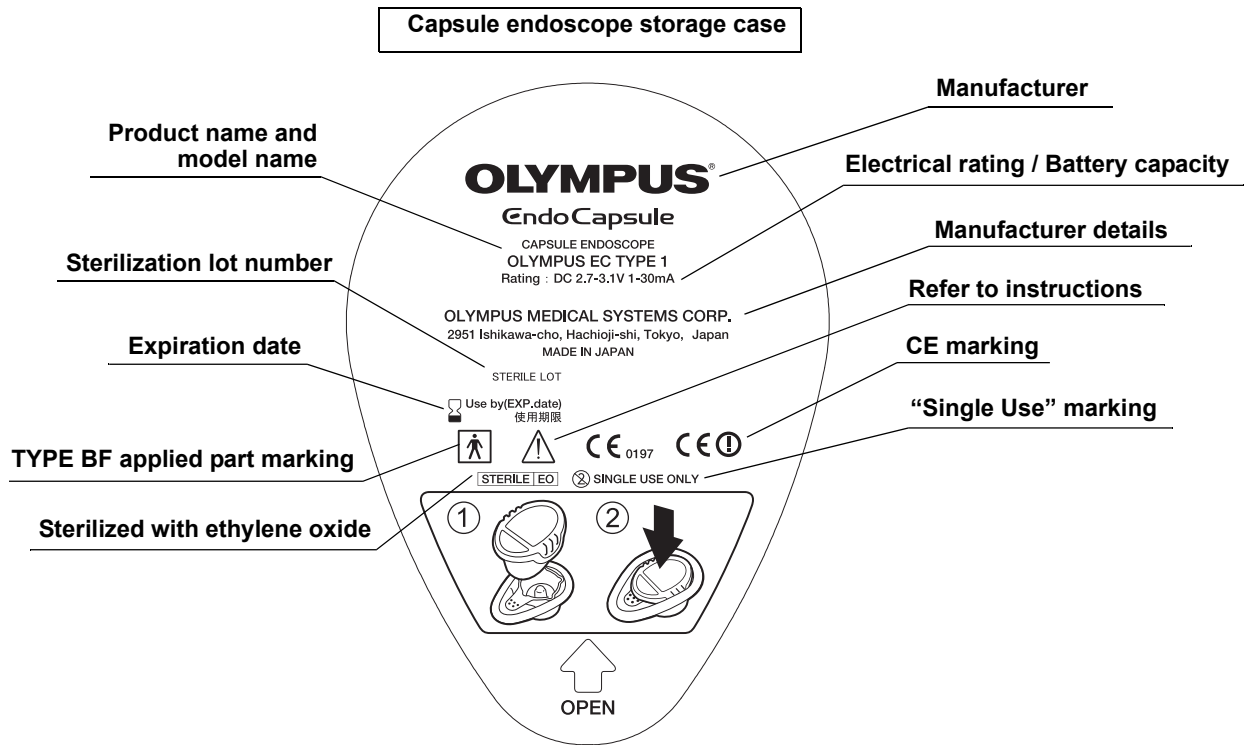 Capsule endoscope storage case
Manufacturer
Product name and
model name
Electrical rating / Battery capacity
Manufacturer details
Sterilization lot number
Refer to instructions
Expiration date
CE marking
“Single Use” marking
TYPE BF applied part marking
Sterilized with ethylene oxide
OLYMPUS®
EndoCapsule
CAPSULE ENDOSCOPE
OLYMPUS EC TYPE 1
Rating : DC 2.7-3.1V 1-30mA
OLYMPUS MEDICAL SYSTEMS CORP.
2951 Ishikawa-cho, Hachioji-shi, Tokyo, Japan
MADE IN JAPAN
STERILE LOT
Use by(EXP.date)
使用期限
CE 0197 CE
STERILE EO 2 SINGLE USE ONLY
① ②
OPEN